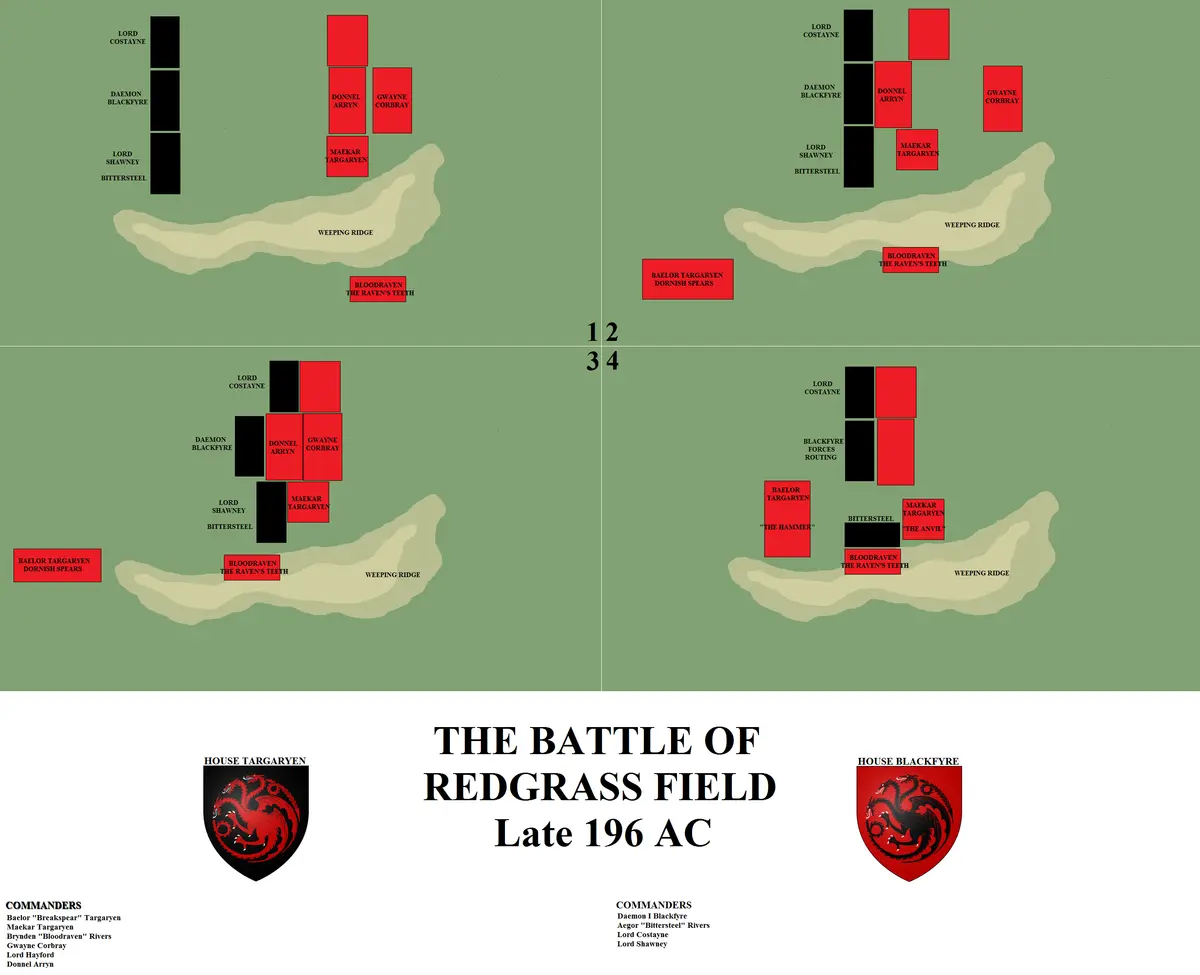 LORD
COSTAYNE
DAEMON
BLACKFYRE
LORD
SHAWNEY
BITTERSTEEL
DONNEL
ARRYN
GWAYNE
CORBRAY
MAEKAR
TARGARYEN
WEEPING RIDGE
BLOODRAVEN
THE RAVEN'S TEETH
1
LORD
COSTAYNE
DAEMON
BLACKFYRE
LORD
SHAWNEY
BITTERSTEEL
DONNEL
ARRYN
GWAYNE
CORBRAY
MAEKAR
TARGARYEN
WEEPING RIDGE
BLOODRAVEN
THE RAVEN'S TEETH
BAELOR TARGARYEN
DORNISH SPEARS
2
3
LORD
COSTAYNE
DAEMON
BLACKFYRE
DONNEL
ARRYN
GWAYNE
CORBRAY
LORD
SHAWNEY
BITTERSTEEL
MAEKAR
TARGARYEN
BAELOR TARGARYEN
DORNISH SPEARS
BLOODRAVEN
THE RAVEN'S TEETH
WEEPING RIDGE
4
LORD
COSTAYNE
BLACKFYRE
FORCES
ROUTING
BAELOR
TARGARYEN
"THE HAMMER"
BITTERSTEEL
MAEKAR
TARGARYEN
"THE ANVIL"
BLOODRAVEN
THE RAVEN'S TEETH
WEEPING RIDGE
THE BATTLE OF
REDGRASS FIELD
Late 196 AC
HOUSE TARGARYEN
HOUSE BLACKFYRE
COMMANDERS
Baelor "Breakspear" Targaryen
Maekar Targaryen
Brynden "Bloodraven" Rivers
Gwayne Corbray
Lord Hayford
Donnel Arryn
COMMANDERS
Daemon I Blackfyre
Aegor "Bittersteel" Rivers
Lord Costayne
Lord Shawney